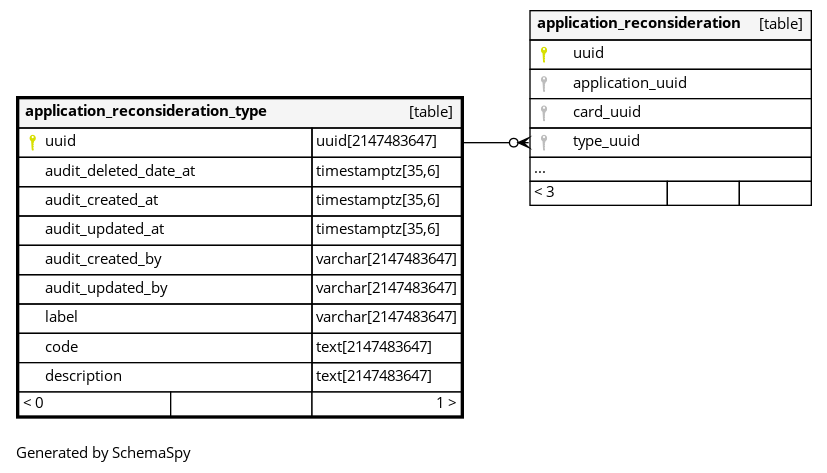 application_reconsideration [table]
uuid
application_uuid
card_uuid
type_uuid
...
< 3
application_reconsideration_type [table]
uuid uuid[2147483647]
audit_deleted_date_at timestamptz[35,6]
audit_created_at timestamptz[35,6]
audit_updated_at timestamptz[35,6]
audit_created_by varchar[2147483647]
audit_updated_by varchar[2147483647]
label varchar[2147483647]
code text[2147483647]
description text[2147483647]
< 0 1 >
Generated by SchemaSpy